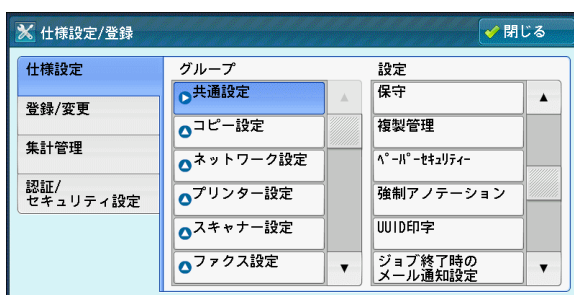 仕様設定/登録
閉じる
仕様設定
登録/変更
集計管理
認証/
セキュリティ設定
グループ
共通設定
コピー設定
ネットワーク設定
プリンター設定
スキャナー設定
ファクス設定
設定
保守
複製管理
ﾍﾟｰﾊﾟｰｾｷｭﾘﾃｨｰ
強制アノテーション
UUID印字
ジョブ終了時の
メール通知設定